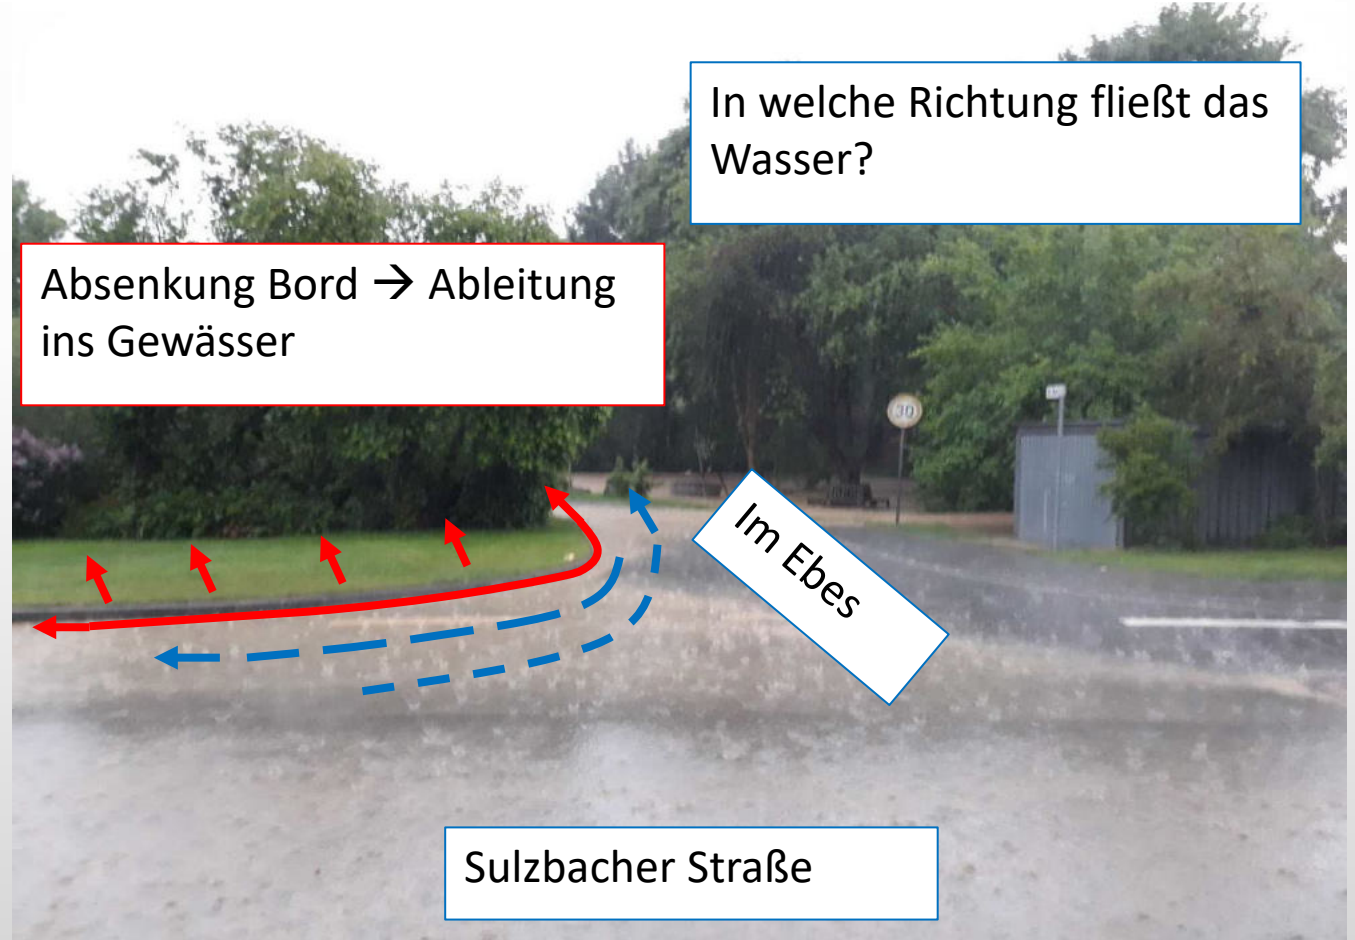 In welche Richtung fließt das
Wasser?
Absenkung Bord → Ableitung
ins Gewässer
30
Im Ebes
Sulzbacher Straße